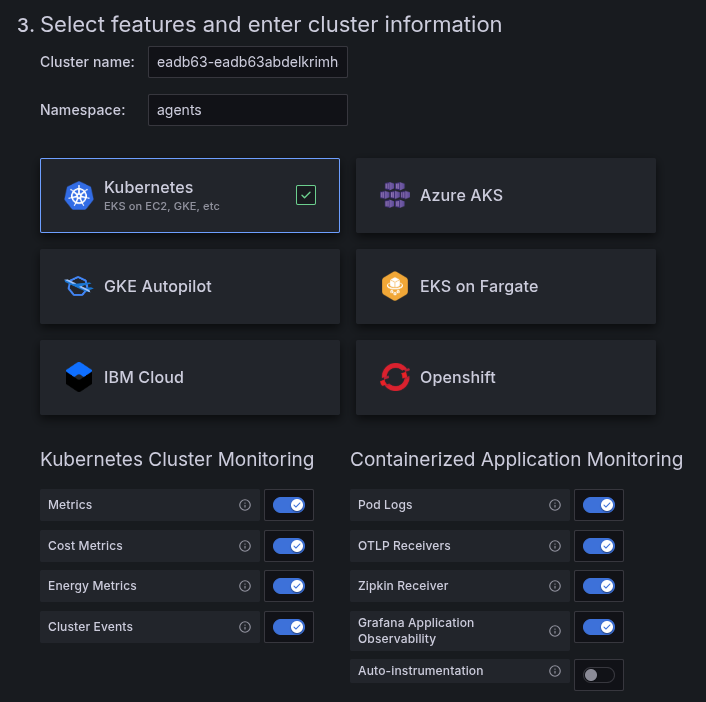 3. Select features and enter cluster information
Cluster name:
eadb63-eadb63abdelkrimh
Namespace:
agents
Kubernetes
EKS on EC2, GKE, etc
Azure AKS
GKE Autopilot
EKS on Fargate
IBM Cloud
Openshift
Kubernetes Cluster Monitoring
Metrics
Cost Metrics
Energy Metrics
Cluster Events
Containerized Application Monitoring
Pod Logs
OTLP Receivers
Zipkin Receiver
Grafana Application
Observability
Auto-instrumentation